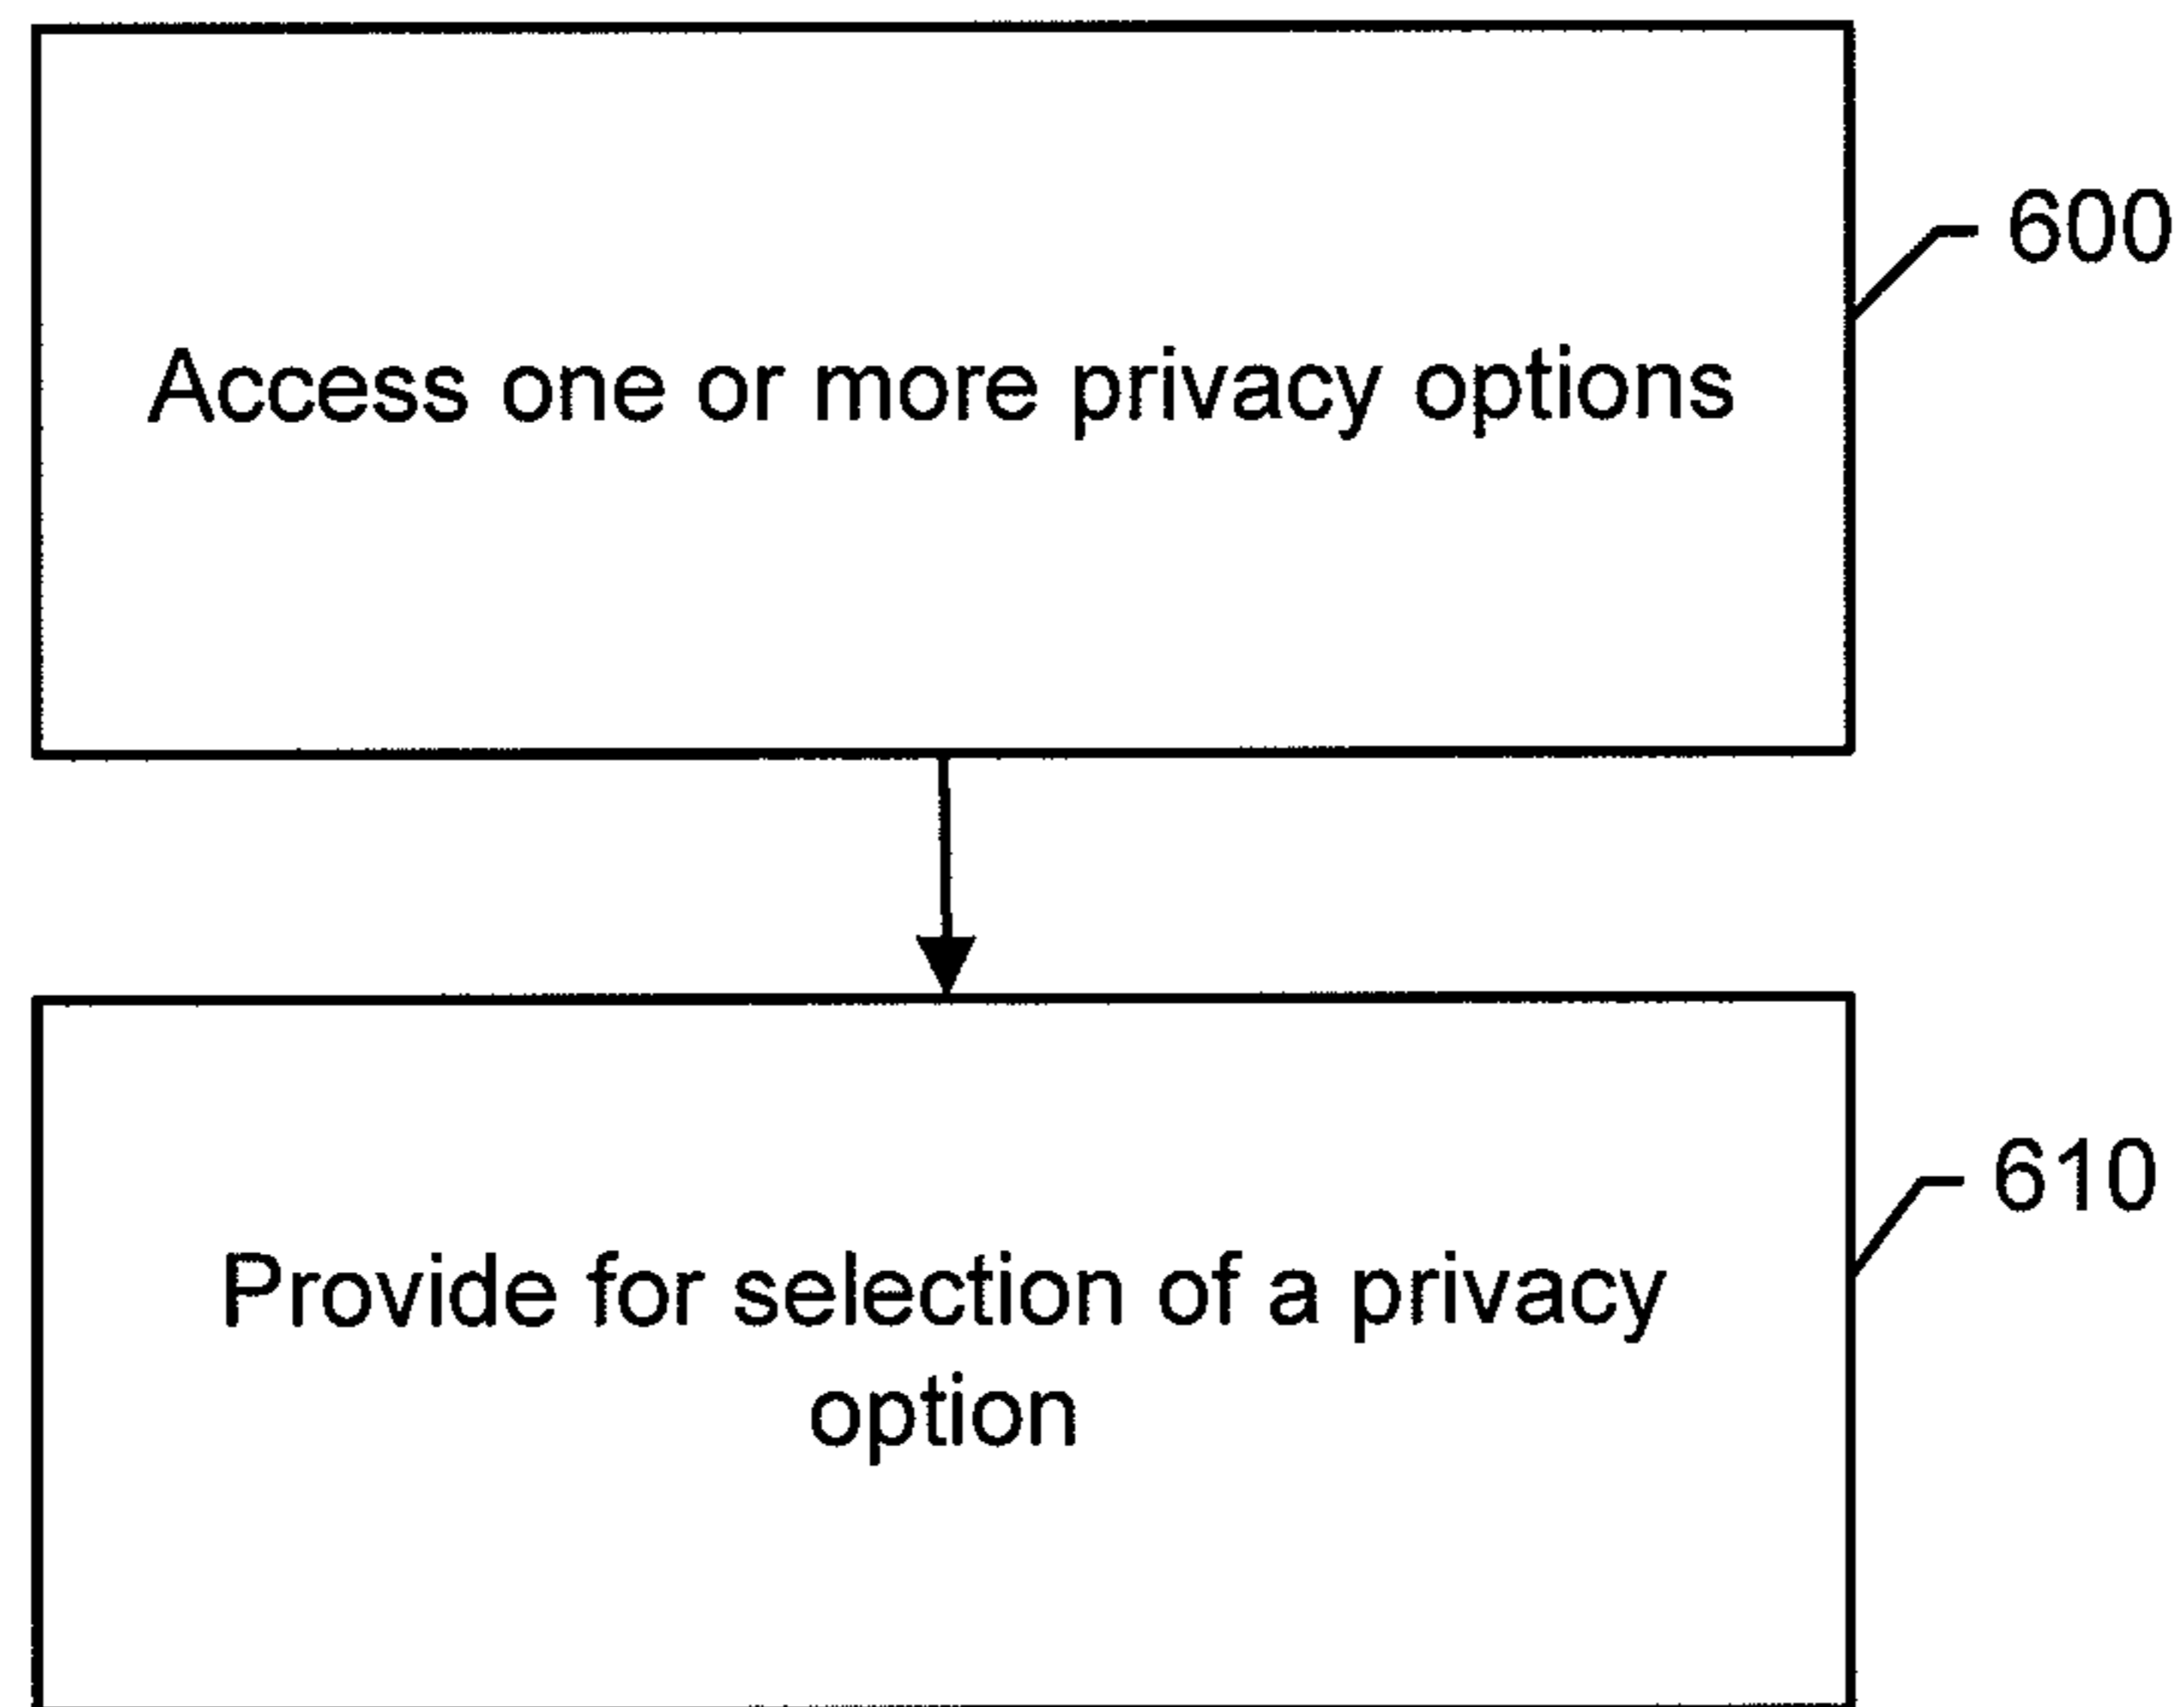 Access one or more privacy options
600
Provide for selection of a privacy
option
610